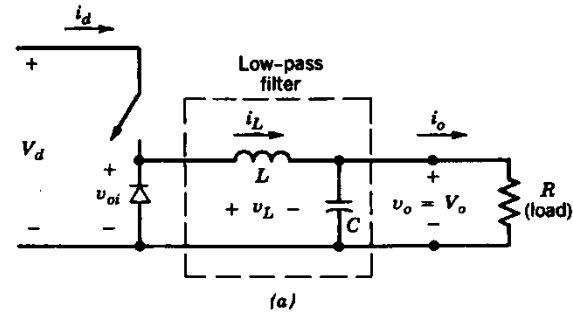 i_d
+
Low-pass
filter
i_L
i_o
V_d
+
v_oi
L
+ v_L -
C
+
v_o = V_o
-
R
(load)
- -
(a)